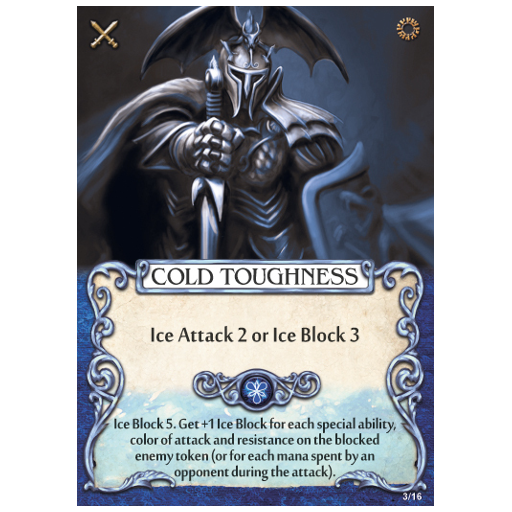 COLD TOUGHNESS
Ice Attack 2 or Ice Block 3
Ice Block 5. Get +1 Ice Block for each special ability,
color of attack and resistance on the blocked
enemy token (or for each mana spent by an
opponent during the attack).
3/16